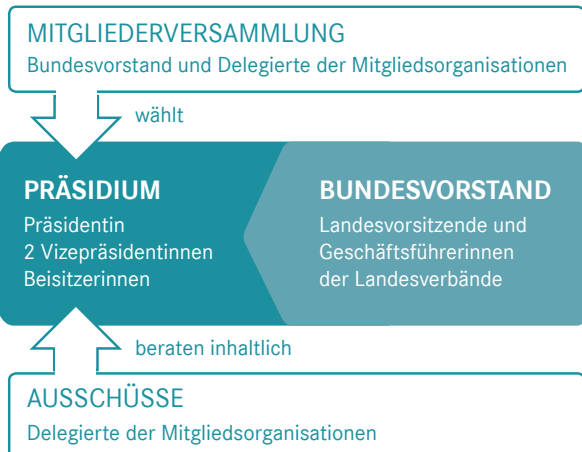 MITGLIEDERVERSAMMLUNG
Bundesvorstand und Delegierte der Mitgliedsorganisationen
wählt
PRÄSIDIUM
Präsidentin
2 Vizepräsidentinnen
Beisitzerinnen
BUNDESVORSTAND
Landesvorsitzende und
Geschäftsführerinnen
der Landesverbände
beraten inhaltlich
AUSSCHÜSSE
Delegierte der Mitgliedsorganisationen